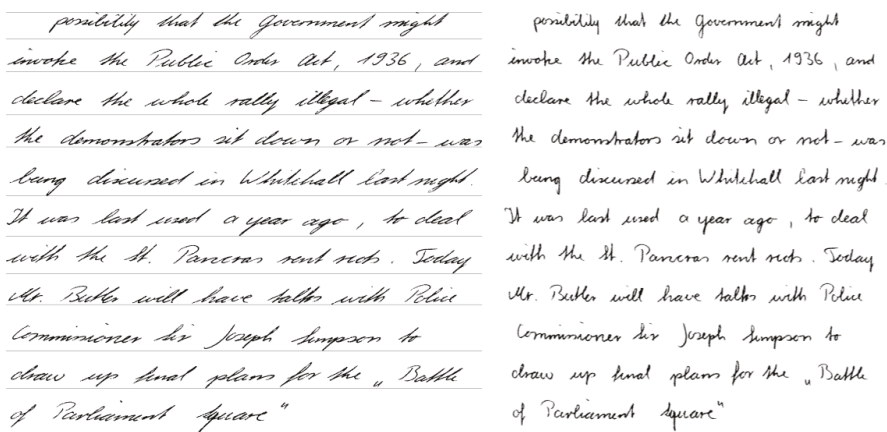 possibility that the Government might
invoke the Public Order Act, 1936, and
declare the whole rally illegal – whether
the demonstrators sit down or not – was
being discussed in Whitehall last night.
It was last used a year ago, to deal
with the St. Pancras rent riots. Today
Mr. Butler will have talks with Police
Commissioner Sir Joseph Simpson to
draw up final plans for the „Battle
of Parliament Square“
possibility that the Government might
invoke the Public Order Act, 1936, and
declare the whole rally illegal – whether
the demonstrators sit down or not – was
being discussed in Whitehall last night.
It was last used a year ago, to deal
with the St. Pancras rent riots. Today
Mr. Butler will have talks with Police
Commissioner Sir Joseph Simpson to
draw up final plans for the „Battle
of Parliament Square“